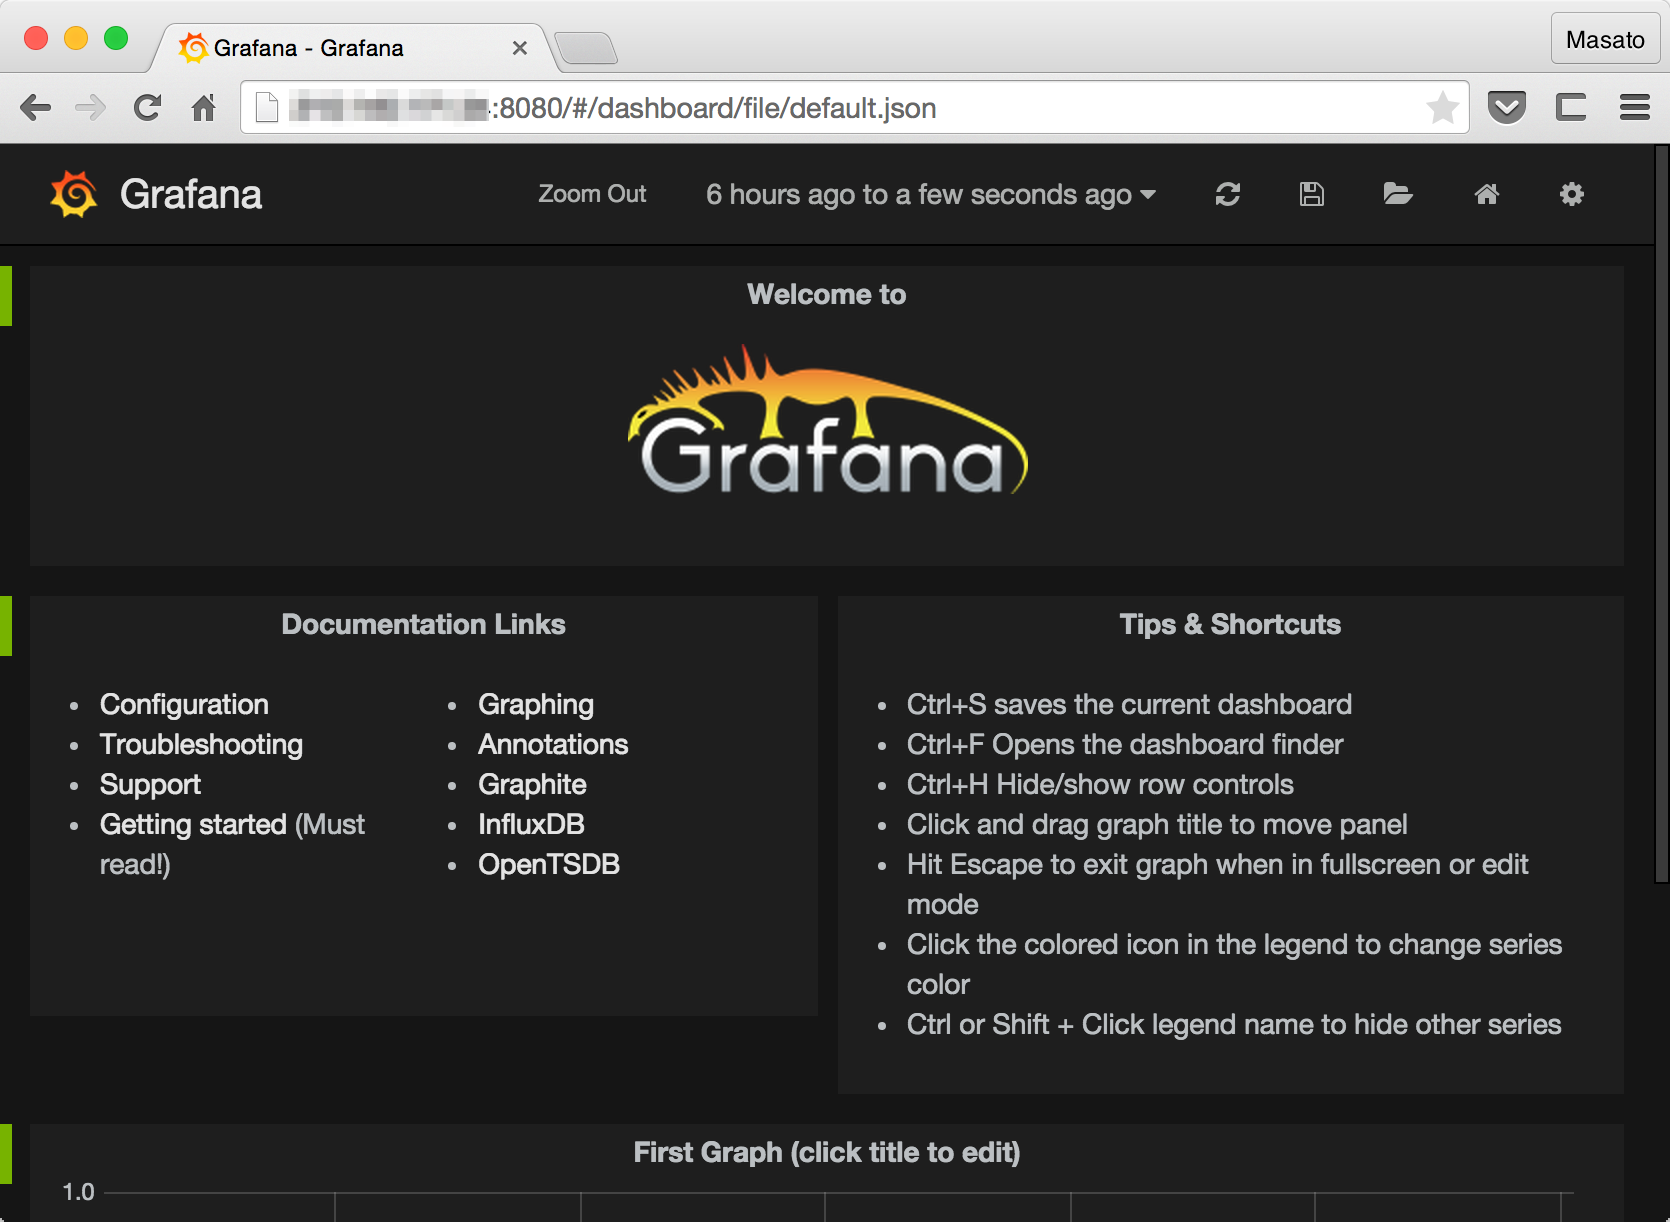 Grafana - Grafana
Masato
:8080/#/dashboard/file/default.json
Grafana
Zoom Out
6 hours ago to a few seconds ago
Welcome to
Grafana
Documentation Links
Configuration
Troubleshooting
Support
Getting started (Must
read!)
Graphing
Annotations
Graphite
InfluxDB
OpenTSDB
Tips & Shortcuts
Ctrl+S saves the current dashboard
Ctrl+F Opens the dashboard finder
Ctrl+H Hide/show row controls
Click and drag graph title to move panel
Hit Escape to exit graph when in fullscreen or edit
mode
Click the colored icon in the legend to change series
color
Ctrl or Shift + Click legend name to hide other series
First Graph (click title to edit)
1.0